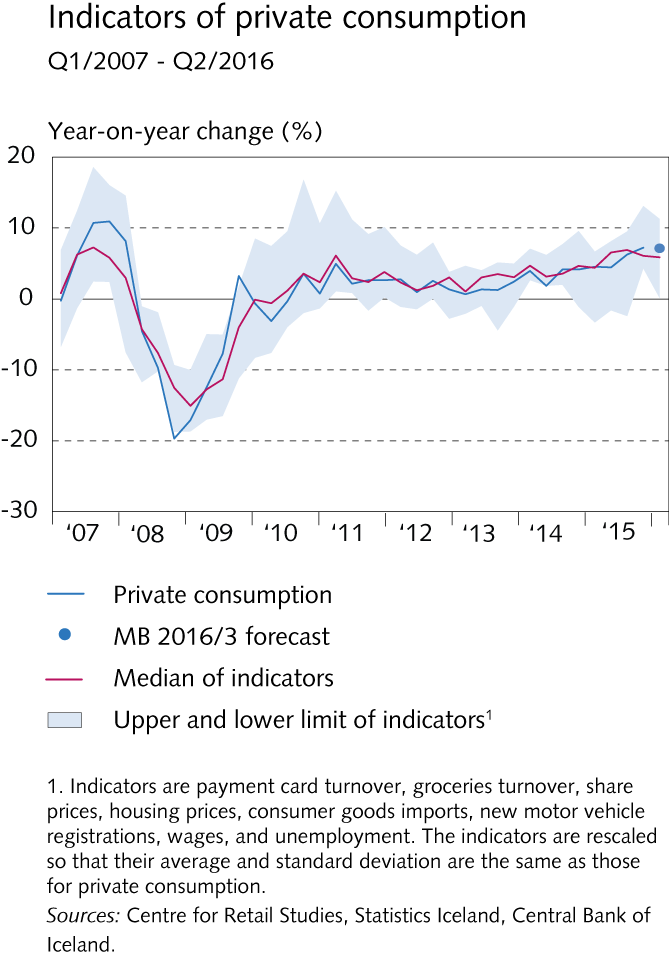 Indicators of private consumption
Q1/2007 - Q2/2016
Year-on-year change (%)
20
10
0
-10
-20
-30
‘07 ‘08 ‘09 ‘10 ‘11 ‘12 ‘13 ‘14 ‘15
Private consumption
MB 2016/3 forecast
Median of indicators
Upper and lower limit of indicators¹
1. Indicators are payment card turnover, groceries turnover, share
prices, housing prices, consumer goods imports, new motor vehicle
registrations, wages, and unemployment. The indicators are rescaled
so that their average and standard deviation are the same as those
for private consumption.
Sources: Centre for Retail Studies, Statistics Iceland, Central Bank of
Iceland.